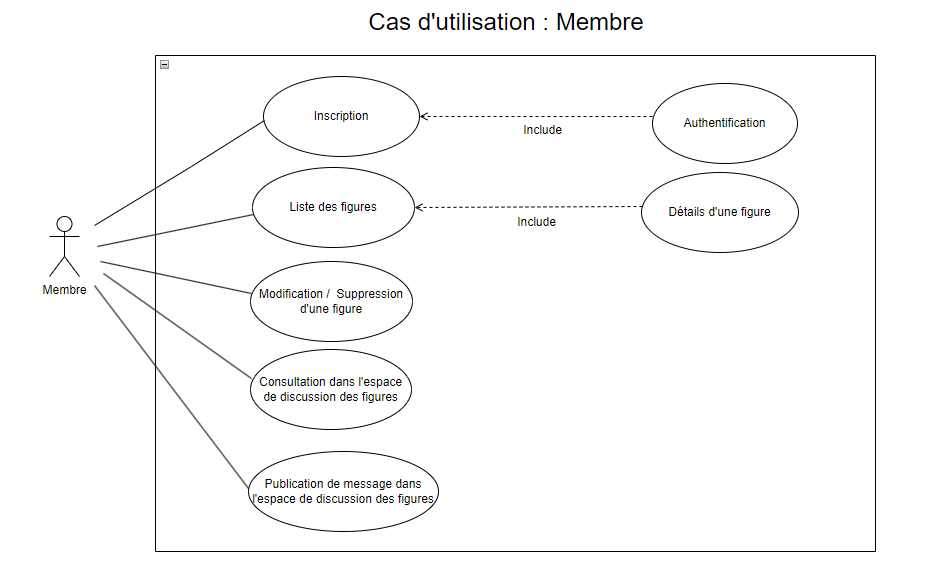 Cas d'utilisation : Membre
Inscription
Include
Authentification
Liste des figures
Include
Détails d'une figure
Membre
Modification / Suppression
d'une figure
Consultation dans l'espace
de discussion des figures
Publication de message dans
l'espace de discussion des figures